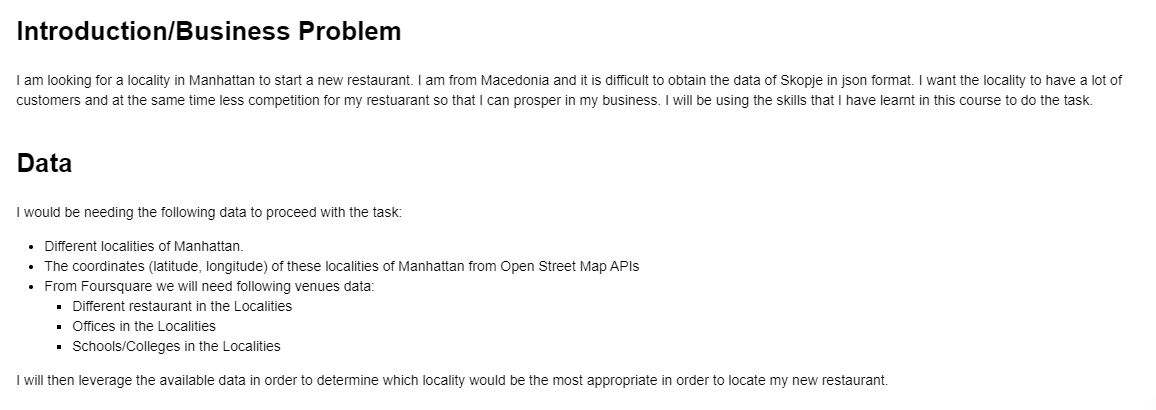 Introduction/Business Problem
I am looking for a locality in Manhattan to start a new restaurant. I am from Macedonia and it is difficult to obtain the data of Skopje in json format. I want the locality to have a lot of
customers and at the same time less competition for my restuarant so that I can prosper in my business. I will be using the skills that I have learnt in this course to do the task.
Data
I would be needing the following data to proceed with the task:
• Different localities of Manhattan.
• The coordinates (latitude, longitude) of these localities of Manhattan from Open Street Map APIs
• From Foursquare we will need following venues data:
▪ Different restaurant in the Localities
▪ Offices in the Localities
▪ Schools/Colleges in the Localities
I will then leverage the available data in order to determine which locality would be the most appropriate in order to locate my new restaurant.